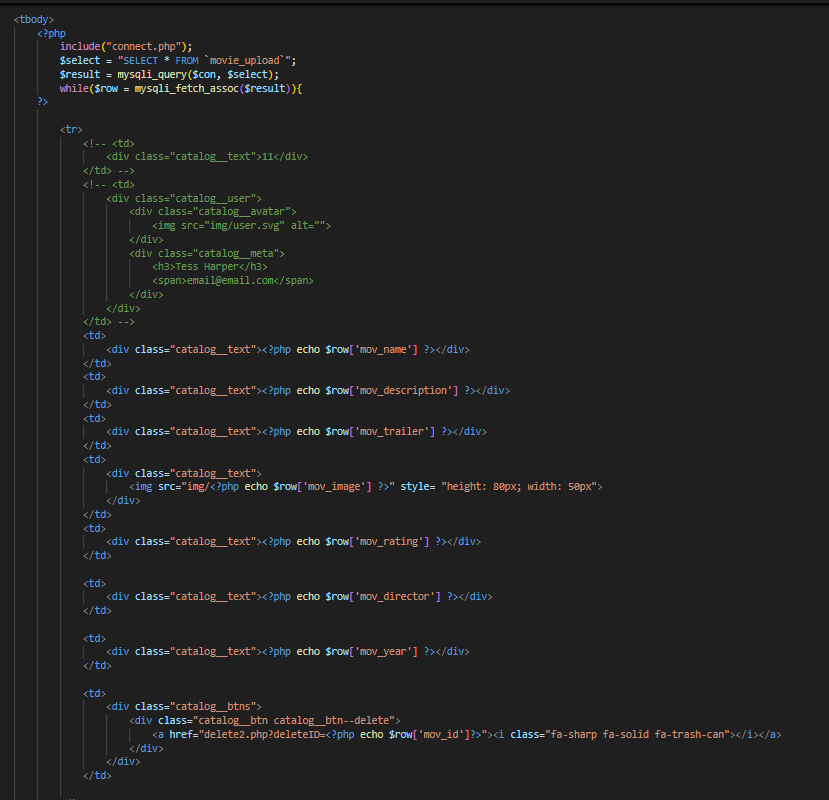 <tbody>
<?php
include("connect.php");
$select = "SELECT * FROM `movie_upload`";
$result = mysqli_query($con, $select);
while($row = mysqli_fetch_assoc($result)){
?>
<tr>
<!-- <td>
<div class="catalog__text">11</div>
</td> -->
<!-- <td>
<div class="catalog__user">
<div class="catalog__avatar">
<img src="img/user.svg" alt="">
</div>
<div class="catalog__meta">
<h3>Tess Harper</h3>
<span>email@email.com</span>
</div>
</div>
</td> -->
<td>
<div class="catalog__text"><?php echo $row['mov_name'] ?></div>
</td>
<td>
<div class="catalog__text"><?php echo $row['mov_description'] ?></div>
</td>
<td>
<div class="catalog__text"><?php echo $row['mov_trailer'] ?></div>
</td>
<td>
<div class="catalog__text">
<img src="img/<?php echo $row['mov_image'] ?>" style= "height: 80px; width: 50px">
</div>
</td>
<td>
<div class="catalog__text"><?php echo $row['mov_rating'] ?></div>
</td>
<td>
<div class="catalog__text"><?php echo $row['mov_director'] ?></div>
</td>
<td>
<div class="catalog__text"><?php echo $row['mov_year'] ?></div>
</td>
<td>
<div class="catalog__btns">
<div class="catalog__btn catalog__btn--delete">
<a href="delete2.php?deleteID=<?php echo $row['mov_id']?>"><i class="fa-sharp fa-solid fa-trash-can"></i></a>
</div>
</div>
</td>